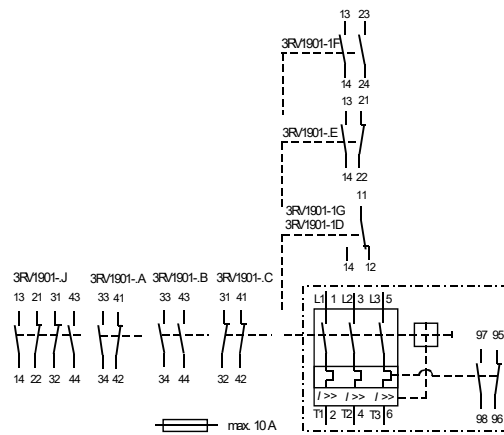 13 23
3RV1901-1F
14 24
13 21
3RV1901-.E
14 22
11
3RV1901-1G
3RV1901-1D
14 12
3RV1901-.J 3RV1901-.A 3RV1901-.B 3RV1901-.C
13 21 31 43 33 41 33 43 31 41
14 22 32 44 34 42 34 44 32 42
L1 1 L2 3 L3 5
97 95
I >> I >> I >>
T1 2 T2 4 T3 6
98 96
max. 10 A